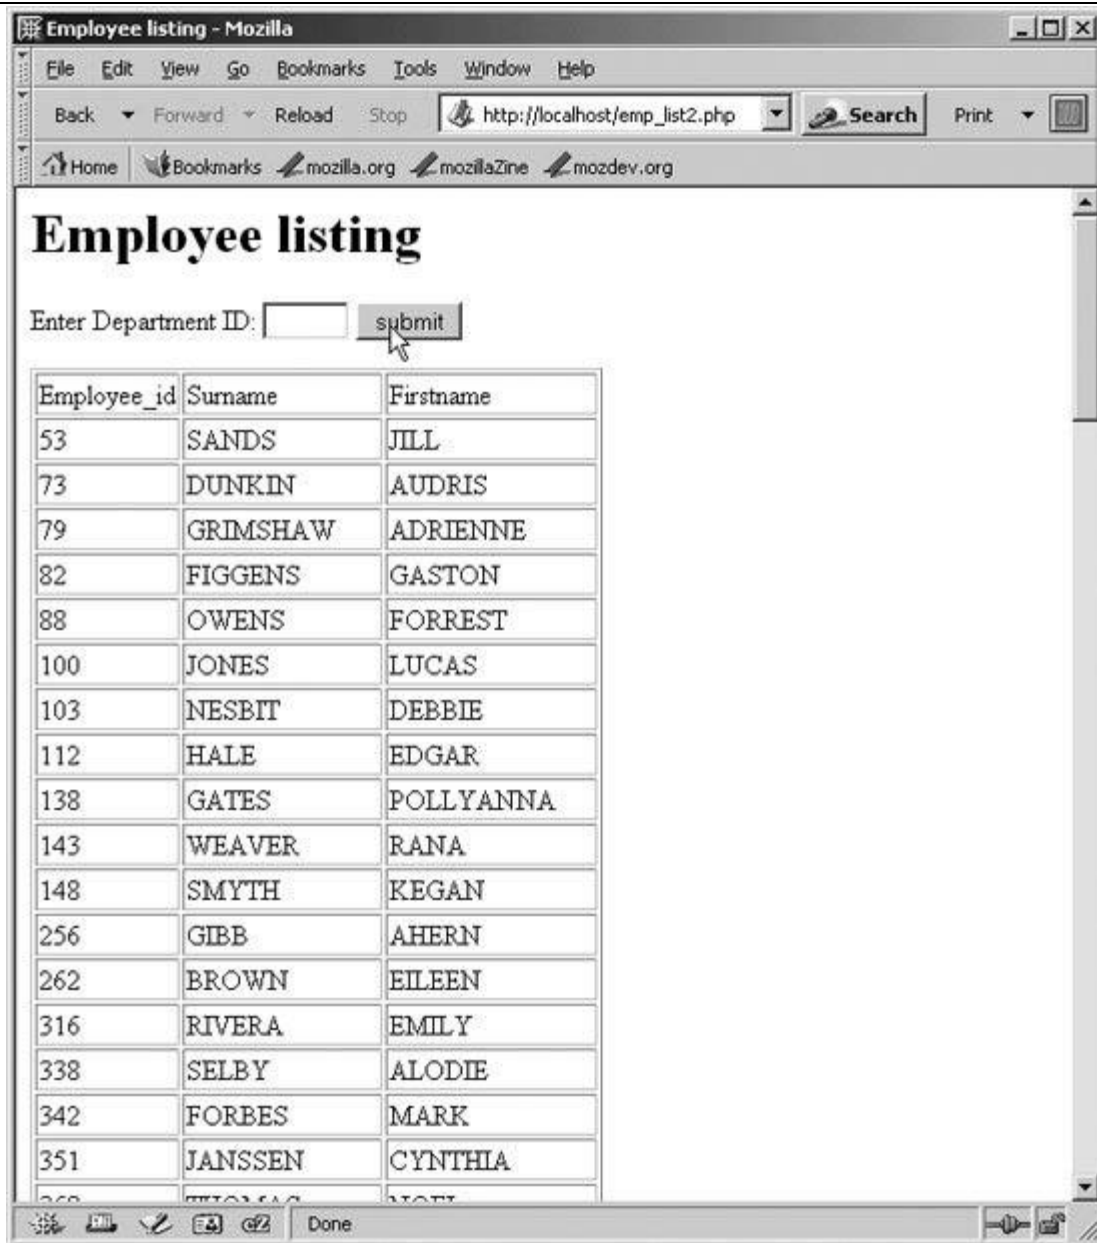 Employee listing - Mozilla
File Edit View Go Bookmarks Tools Window Help
Back Forward Reload Stop http://localhost/emp_list2.php Search Print
Home Bookmarks mozilla.org mozillaZine mozdev.org
Employee listing
Enter Department ID: submit
Employee_id Surname Firstname
53 SANDS JILL
73 DUNKIN AUDRIS
79 GRIMSHAW ADRIENNE
82 FIGGENS GASTON
88 OWENS FORREST
100 JONES LUCAS
103 NESBIT DEBBIE
112 HALE EDGAR
138 GATES POLLYANNA
143 WEAVER RANA
148 SMYTH KEGAN
256 GIBB AHERN
262 BROWN EILEEN
316 RIVERA EMILY
338 SELBY ALODIE
342 FORBES MARK
351 JANSSEN CYNTHIA
THOMAS NOEL
Done